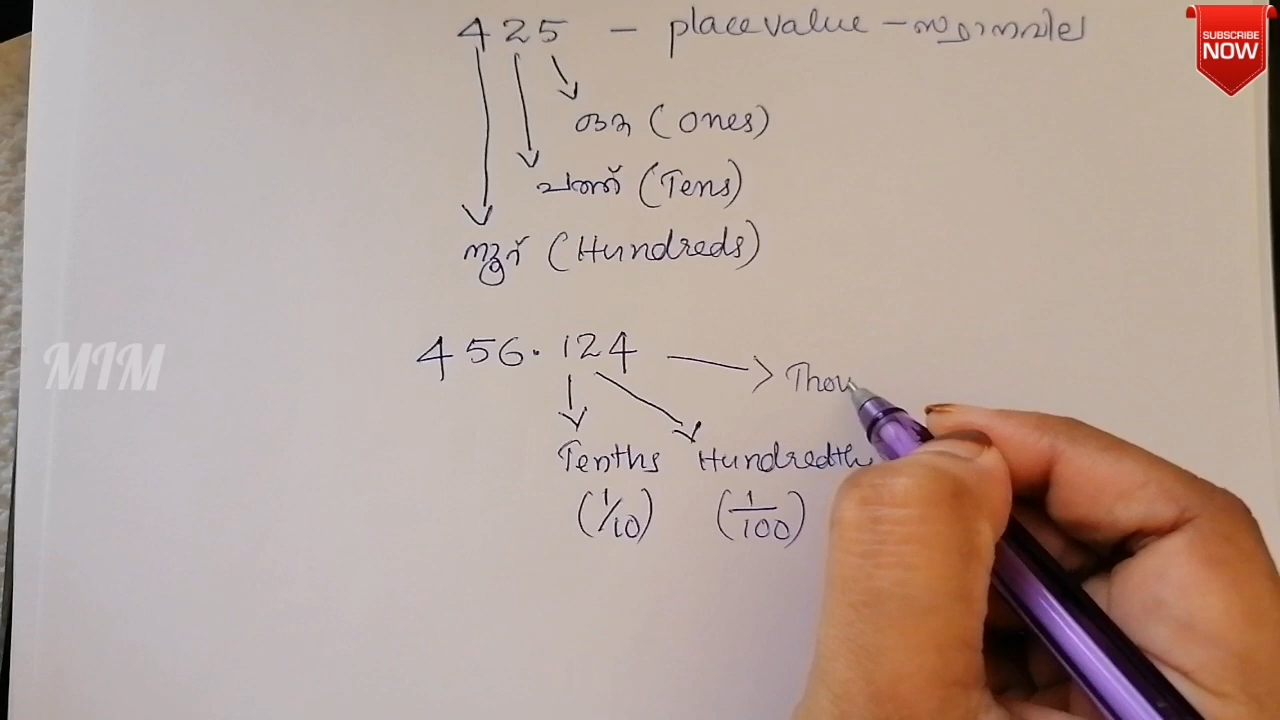 425 - place value - സ്ഥാനവില
SUBSCRIBE
NOW
ഒന്ന് (Ones)
പത്ത് (Tens)
നൂറ് (Hundreds)
456.124
Thou
MIM
Tenths Hundredth
(1/10) (1/100)